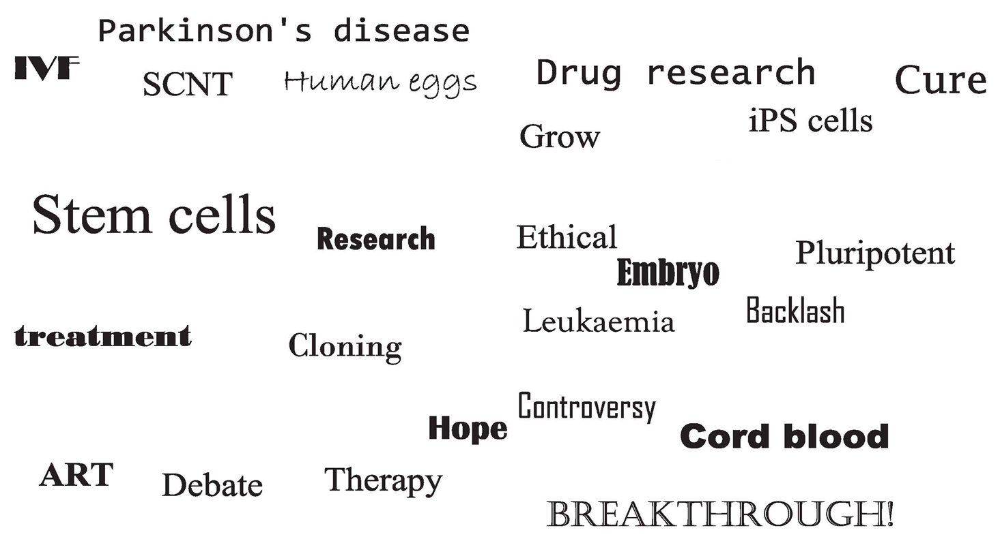 Parkinson's disease
IVF
SCNT
Human eggs
Drug research
Cure
iPS cells
Grow
Stem cells
Research
Ethical
Embryo
Pluripotent
Backlash
Leukaemia
treatment
Cloning
Controversy
Hope
Cord blood
ART
Debate
Therapy
BREAKTHROUGH!